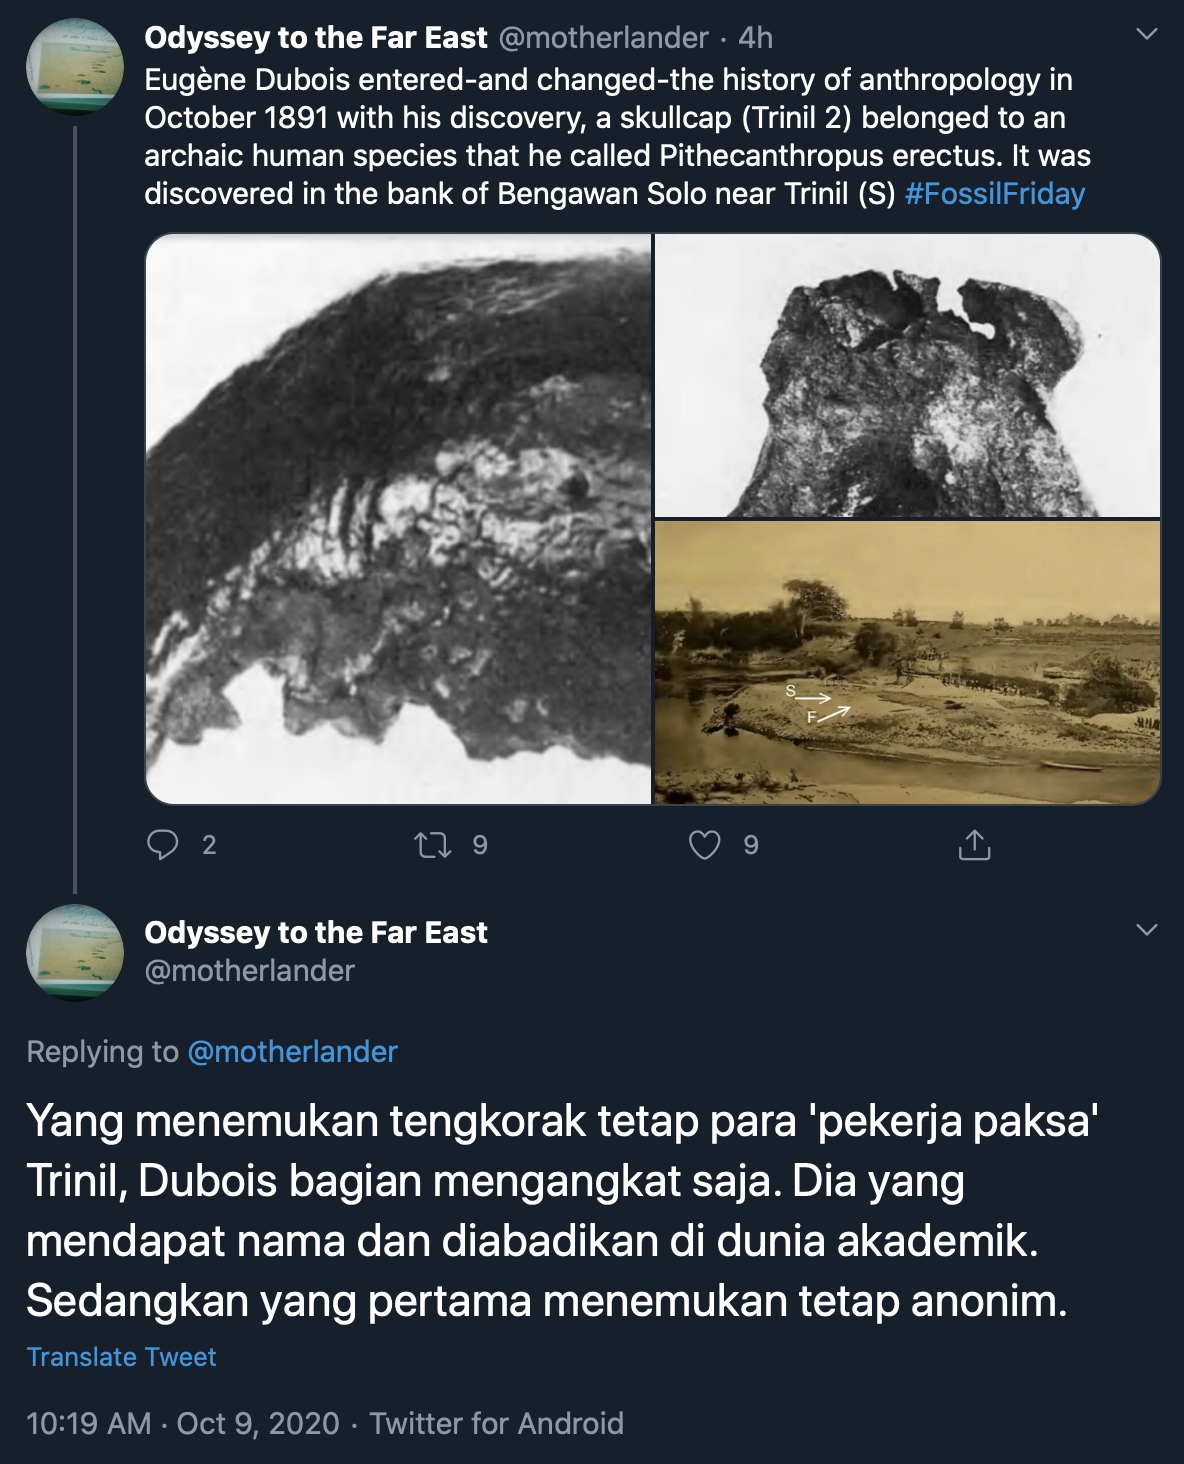 Odyssey to the Far East @motherlander · 4h
Eugène Dubois entered-and changed-the history of anthropology in
October 1891 with his discovery, a skullcap (Trinil 2) belonged to an
archaic human species that he called Pithecanthropus erectus. It was
discovered in the bank of Bengawan Solo near Trinil (S) #FossilFriday
S
F
2 9 9
Odyssey to the Far East
@motherlander
Replying to @motherlander
Yang menemukan tengkorak tetap para 'pekerja paksa'
Trinil, Dubois bagian mengangkat saja. Dia yang
mendapat nama dan diabadikan di dunia akademik.
Sedangkan yang pertama menemukan tetap anonim.
Translate Tweet
10:19 AM · Oct 9, 2020 · Twitter for Android